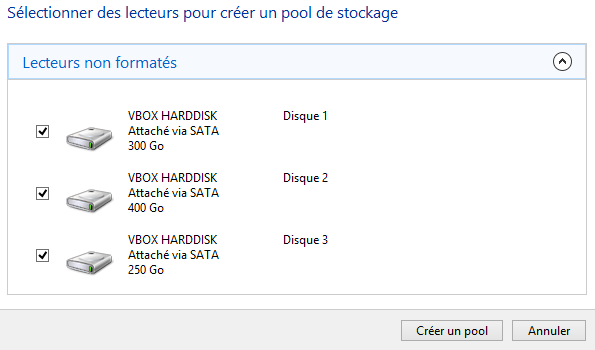 Sélectionner des lecteurs pour créer un pool de stockage
Lecteurs non formatés
VBOX HARDDISK Disque 1
Attaché via SATA
300 Go
VBOX HARDDISK Disque 2
Attaché via SATA
400 Go
VBOX HARDDISK Disque 3
Attaché via SATA
250 Go
Créer un pool Annuler